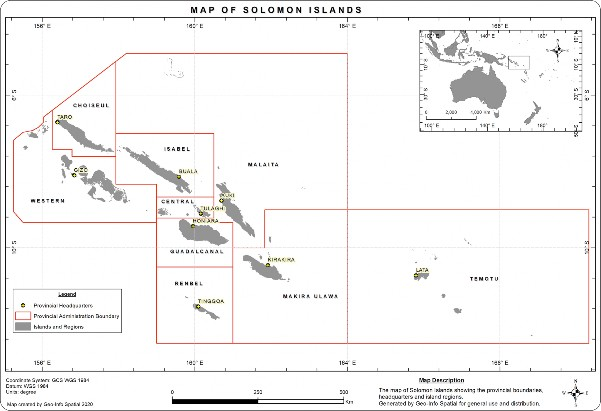 MAP OF SOLOMON ISLANDS
156° E
160° E
164° E
100° E
140° E
180°
0 2,000 4,000 Km
100° E
140° E
180°
6° S
6° S
CHOISEUL
TARO
ISABEL
BUALA
MALAITA
GIZO
WESTERN
CENTRAL
AUKI
TULAGHI
HONIARA
GUADALCANAL
10° S
10° S
KIRAKIRA
LATA
TEMOTU
RENBEL
MAKIRA ULAWA
TINGGOA
Legend
Provincial Headquarters
Provincial Administration Boundary
Islands and Regions
156° E
160° E
164° E
168° E
Coordinate System: GCS WGS 1984
Datum: WGS 1984
Units: degree
Map created by Geo-Info Spatial 2020
0 250 500
Km
Map Description
The map of Solomon Islands showing the provincial boundaries,
headquarters and island regions.
Generated by Geo-Info Spatial for general use and distribution.